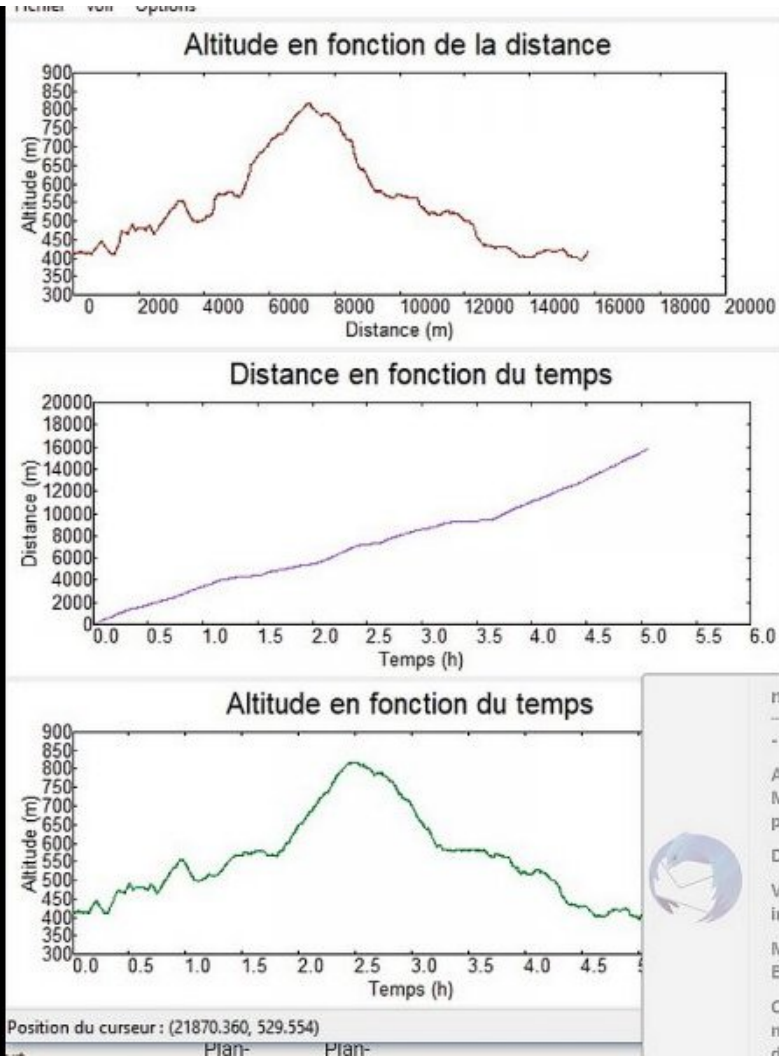 Fichier Voir Options
Altitude en fonction de la distance
900
850
800
750
700
650
600
550
500
450
400
350
300
Altitude (m)
0 2000 4000 6000 8000 10000 12000 14000 16000 18000 20000
Distance (m)
Distance en fonction du temps
20000
18000
16000
14000
12000
10000
8000
6000
4000
2000
0
Distance (m)
0.0 0.5 1.0 1.5 2.0 2.5 3.0 3.5 4.0 4.5 5.0 5.5 6.0
Temps (h)
Altitude en fonction du temps
900
850
800
750
700
650
600
550
500
450
400
350
300
Altitude (m)
0.0 0.5 1.0 1.5 2.0 2.5 3.0 3.5 4.0 4.5
Temps (h)
Position du curseur : (21870.360, 529.554)
Plan- Plan-